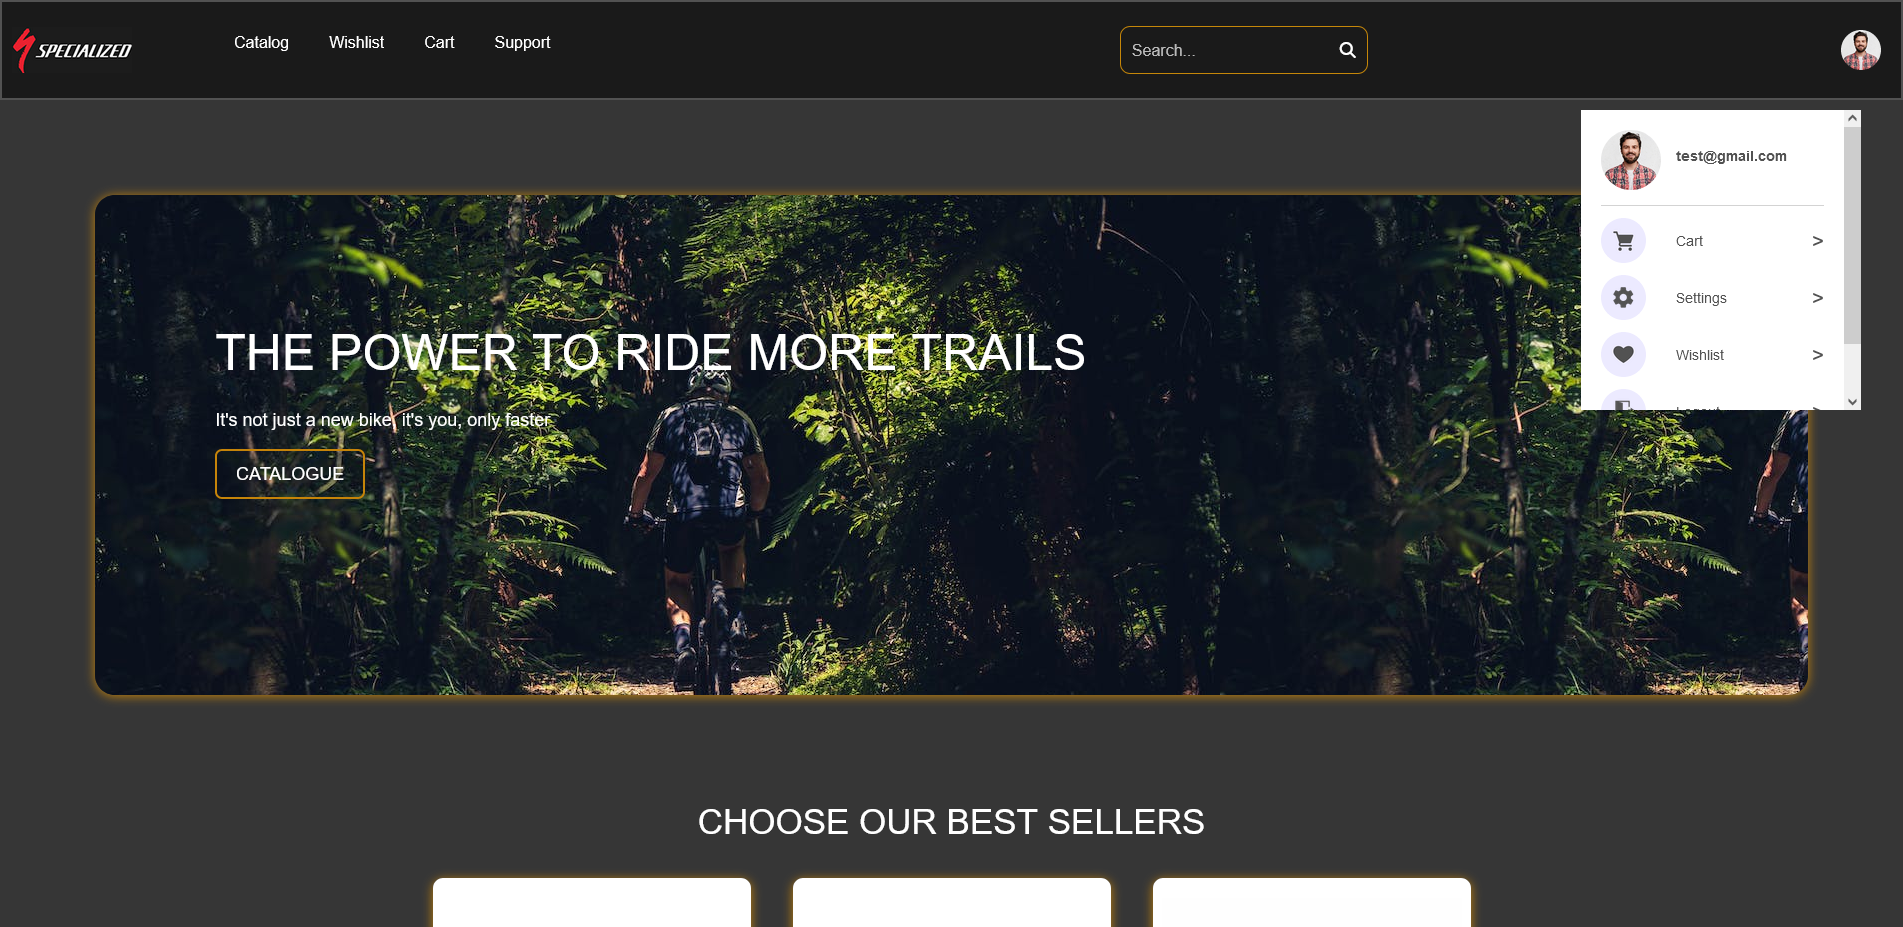 SPECIALIZED
Catalog Wishlist Cart Support
Search...
test@gmail.com
Cart >
Settings >
Wishlist >
Logout >
THE POWER TO RIDE MORE TRAILS
It's not just a new bike, it's you, only faster
CATALOGUE
CHOOSE OUR BEST SELLERS